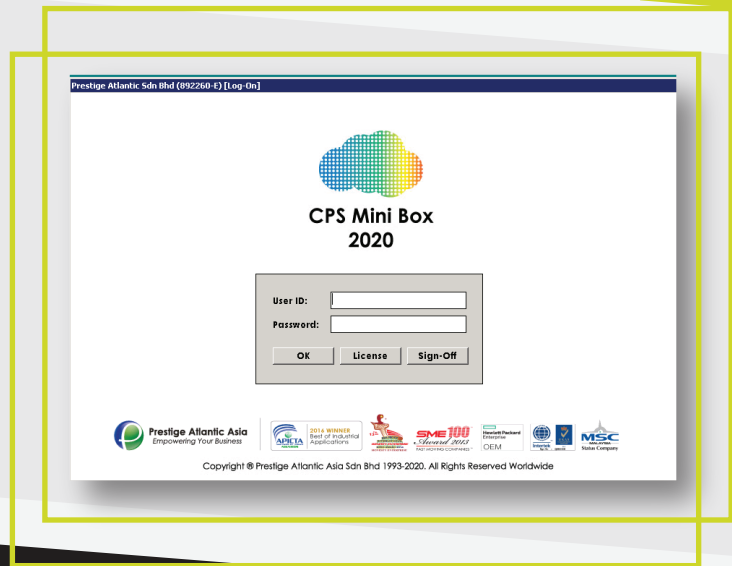 Prestige Atlantic Sdn Bhd (892260-E) [Log-On]
CPS Mini Box
2020
User ID:
Password:
OK License Sign-Off
Prestige Atlantic Asia
Empowering Your Business
APICTA
2016 WINNER
Best of Industrial
Applications
SME100
Award 2013
FAST MOVING COMPANIES
Hewlett Packard
Enterprise
OEM
Intertek
MSC
MALAYSIA
Status Company
Copyright ® Prestige Atlantic Asia Sdn Bhd 1993-2020. All Rights Reserved Worldwide